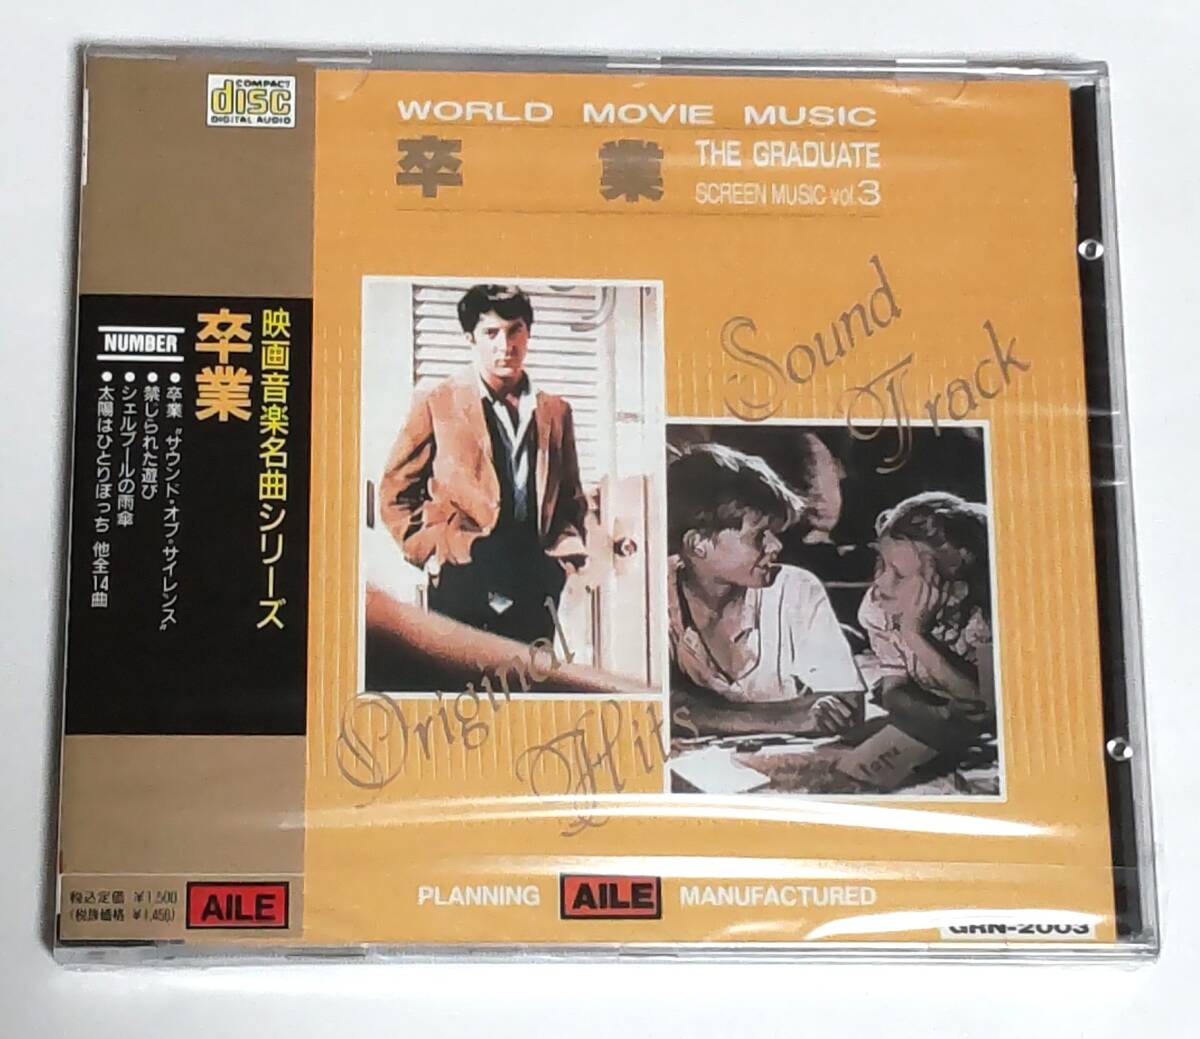 COMPACT
disc
DIGITAL AUDIO
WORLD MOVIE MUSIC
卒業
THE GRADUATE
SCREEN MUSIC vol.3
映画音楽名曲シリーズ
卒業
NUMBER
●卒業 "サウンド・オブ・サイレンス"
●禁じられた遊び
●シェルブールの雨傘
●太陽はひとりぼっち 他全14曲
Sound
Track
Original
Hits
税込定価 ¥1,500
(税抜価格 ¥1,456)
AILE
PLANNING AILE MANUFACTURED
GRN-2003